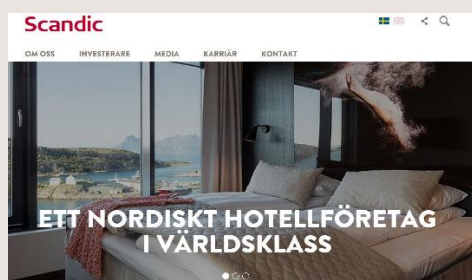 Scandic
OM OSS INVESTERARE MEDIA KARRIÄR KONTAKT
ETT NORDISKT HOTELLFÖRETAG
I VÄRLDSKLASS